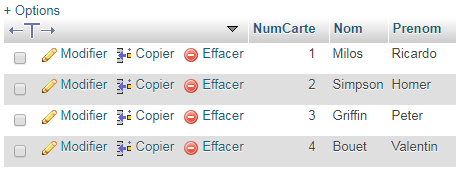 + Options
NumCarte Nom Prenom
Modifier Copier Effacer 1 Milos Ricardo
Modifier Copier Effacer 2 Simpson Homer
Modifier Copier Effacer 3 Griffin Peter
Modifier Copier Effacer 4 Bouet Valentin